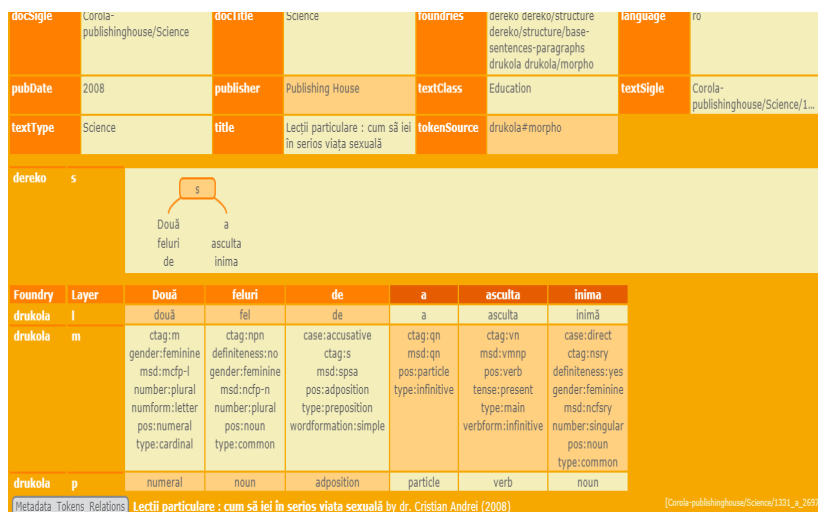 docSigle Corola- docTitle Science foundries dereko dereko/structure language ro
publishinghouse/Science dereko/structure/base-
sentences-paragraphs
drukola drukola/morpho
pubDate 2008 publisher Publishing House textClass Education textSigle Corola-
publishinghouse/Science/1...
textType Science title Lecții particulare : cum să iei tokenSource drukola#morpho
în serios viața sexuală
dereko s
s
Două a
feluri asculta
de inima
Foundry Layer Două feluri de a asculta inima
drukola l două fel de a asculta inimă
drukola m ctag:m ctag:npn case:accusative ctag:qn ctag:vn case:direct
gender:feminine definiteness:no ctag:s msd:qn msd:vmnp ctag:nsry
msd:mcfp-l gender:feminine msd:spsa pos:particle pos:verb definiteness:yes
number:plural msd:ncfp-n pos:adposition type:infinitive tense:present gender:feminine
numform:letter number:plural type:preposition type:main msd:ncfsry
pos:numeral pos:noun wordformation:simple verbform:infinitive number:singular
type:cardinal type:common pos:noun
type:common
drukola p numeral noun adposition particle verb noun
Metadata Tokens Relations Lecții particulare : cum să iei în serios viața sexuală by dr. Cristian Andrei (2008) [Corola-publishinghouse/Science/1331_a_2697